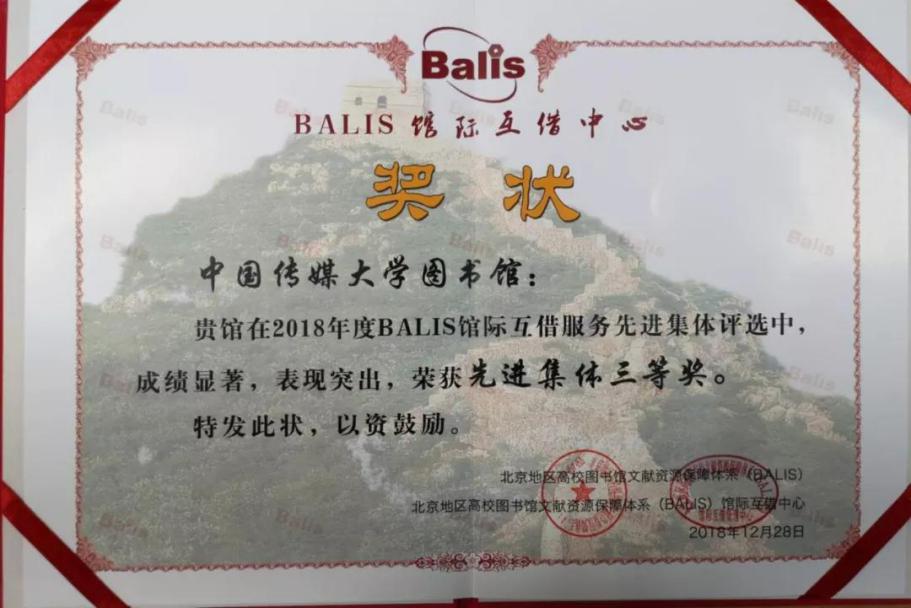 Balis
BALIS 馆际互借中心
奖状
中国传媒大学图书馆：
贵馆在2018年度BALIS馆际互借服务先进集体评选中，
成绩显著，表现突出，荣获先进集体三等奖。
特发此状，以资鼓励。
北京地区高校图书馆文献资源保障体系（BALIS）
北京地区高校图书馆文献资源保障体系（BALIS）馆际互借中心
2018年12月28日